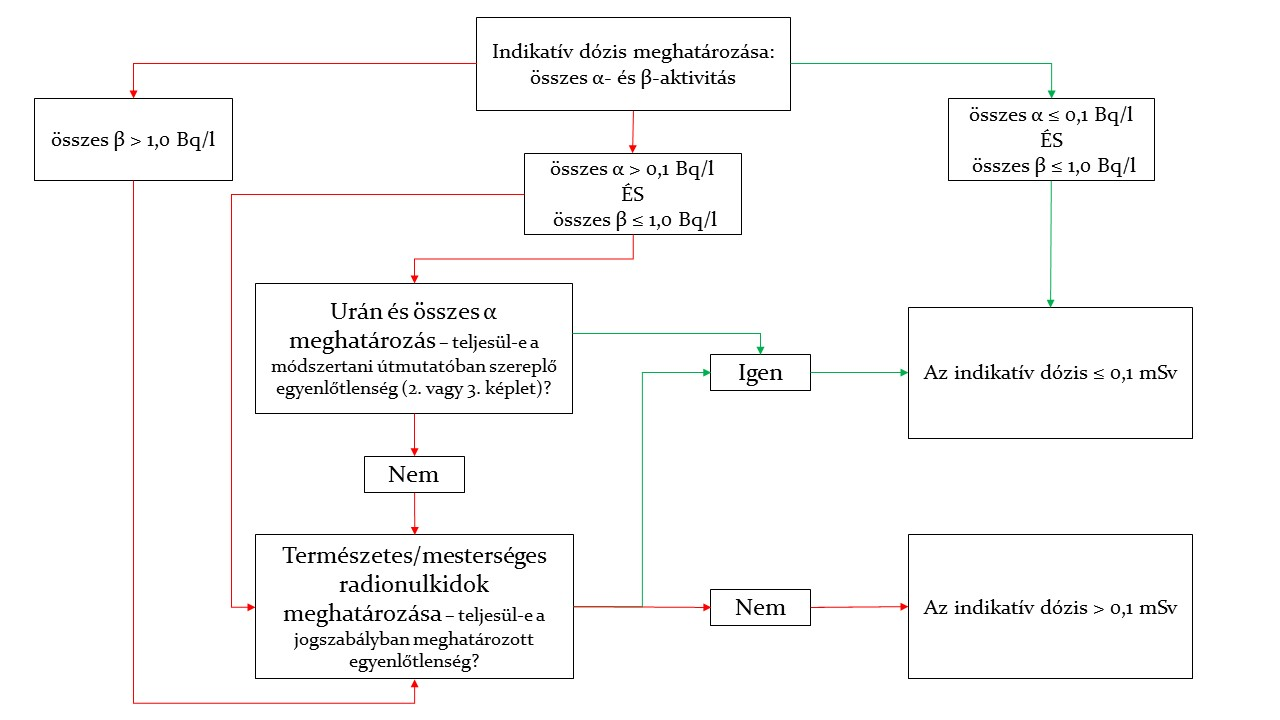 Indikatív dózis meghatározása:
összes α- és β-aktivitás
összes β > 1,0 Bq/l
összes α > 0,1 Bq/l
ÉS
összes β ≤ 1,0 Bq/l
összes α ≤ 0,1 Bq/l
ÉS
összes β ≤ 1,0 Bq/l
Urán és összes α
meghatározás – teljesül-e a
módszertani útmutatóban szereplő
egyenlőtlenség (2. vagy 3. képlet)?
Igen
Az indikatív dózis ≤ 0,1 mSv
Nem
Természetes/mesterséges
radionulkidok
meghatározása – teljesül-e a
jogszabályban meghatározott
egyenlőtlenség?
Nem
Az indikatív dózis > 0,1 mSv